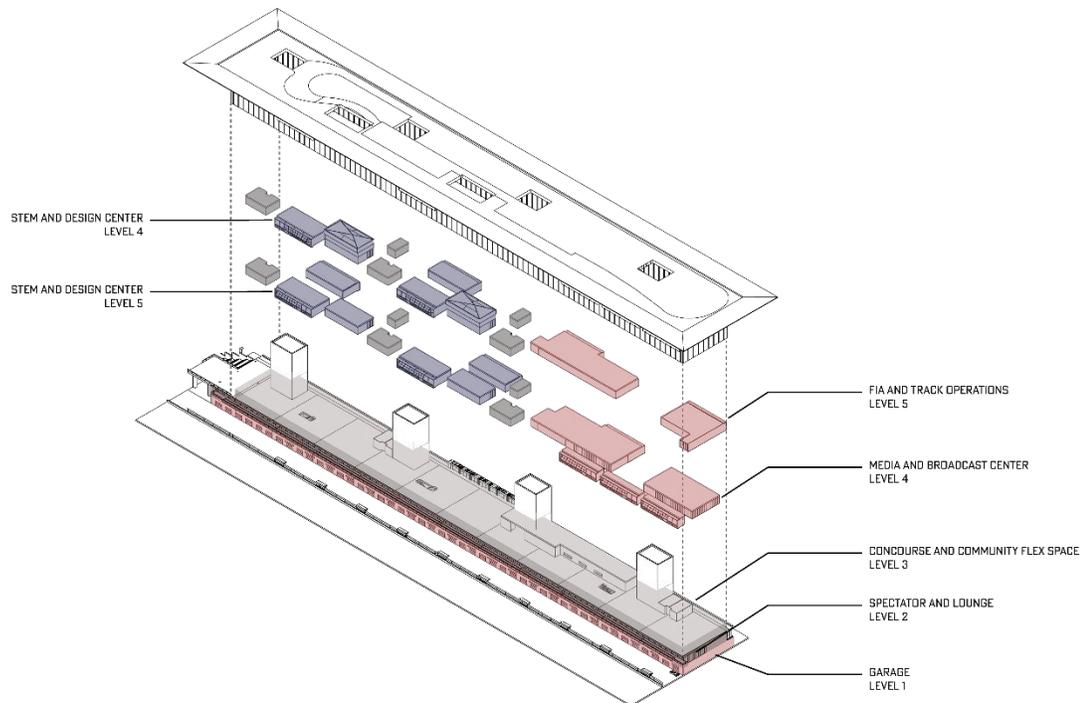 STEM AND DESIGN CENTER
LEVEL 4
STEM AND DESIGN CENTER
LEVEL 5
FIA AND TRACK OPERATIONS
LEVEL 5
MEDIA AND BROADCAST CENTER
LEVEL 4
CONCOURSE AND COMMUNITY FLEX SPACE
LEVEL 3
SPECTATOR AND LOUNGE
LEVEL 2
GARAGE
LEVEL 1